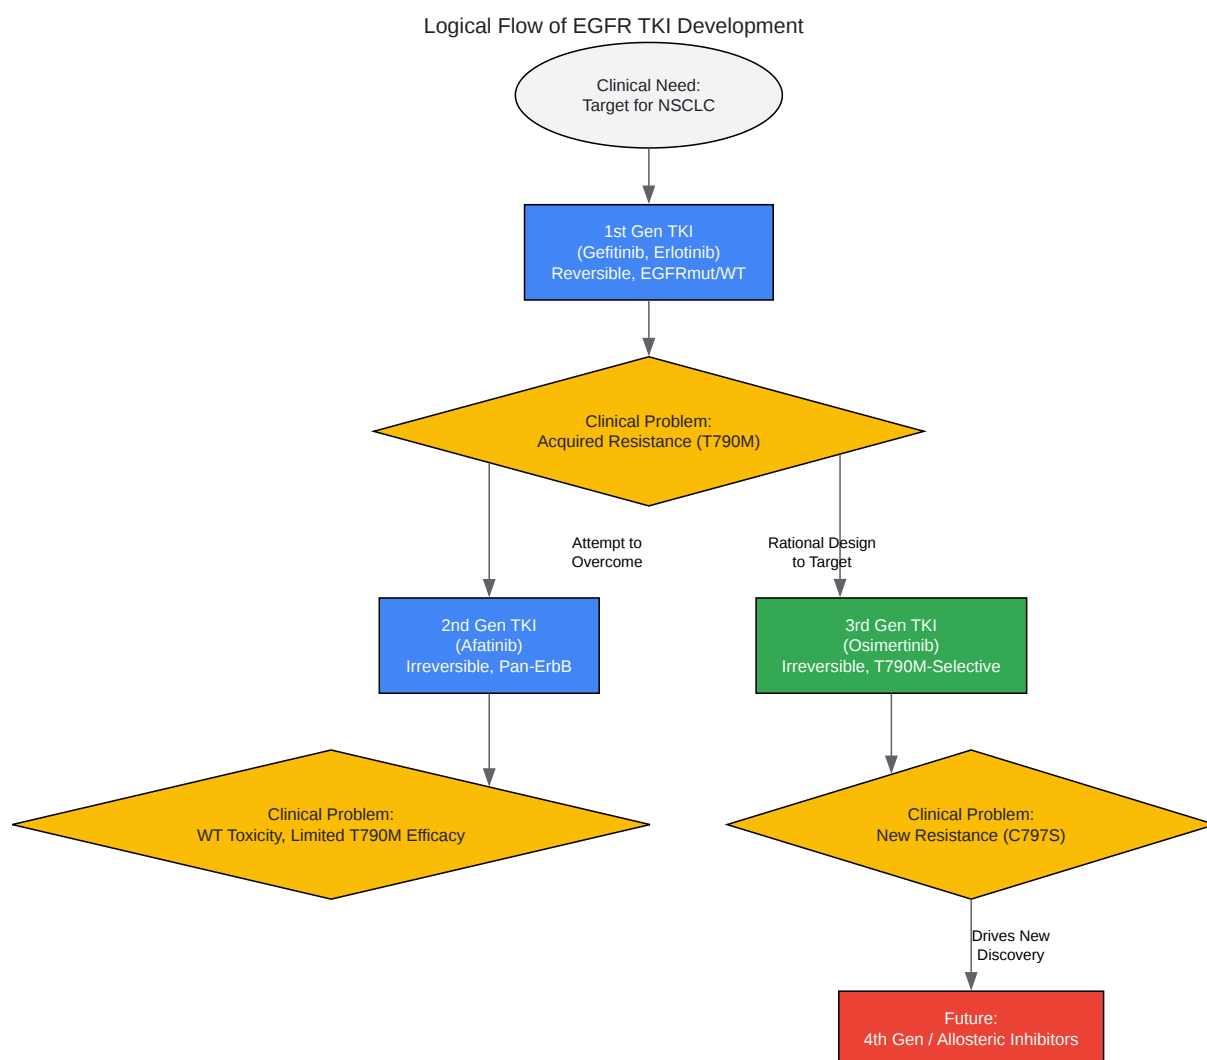 Logical Flow of EGFR TKI Development
Clinical Need:
Target for NSCLC
1st Gen TKI
(Gefitinib, Erlotinib)
Reversible, EGFRmut/WT
Clinical Problem:
Acquired Resistance (T790M)
Attempt to
Overcome
Rational Design
to Target
2nd Gen TKI
(Afatinib)
Irreversible, Pan-ErbB
3rd Gen TKI
(Osimertinib)
Irreversible, T790M-Selective
Clinical Problem:
WT Toxicity, Limited T790M Efficacy
Clinical Problem:
New Resistance (C797S)
Drives New
Discovery
Future:
4th Gen / Allosteric Inhibitors